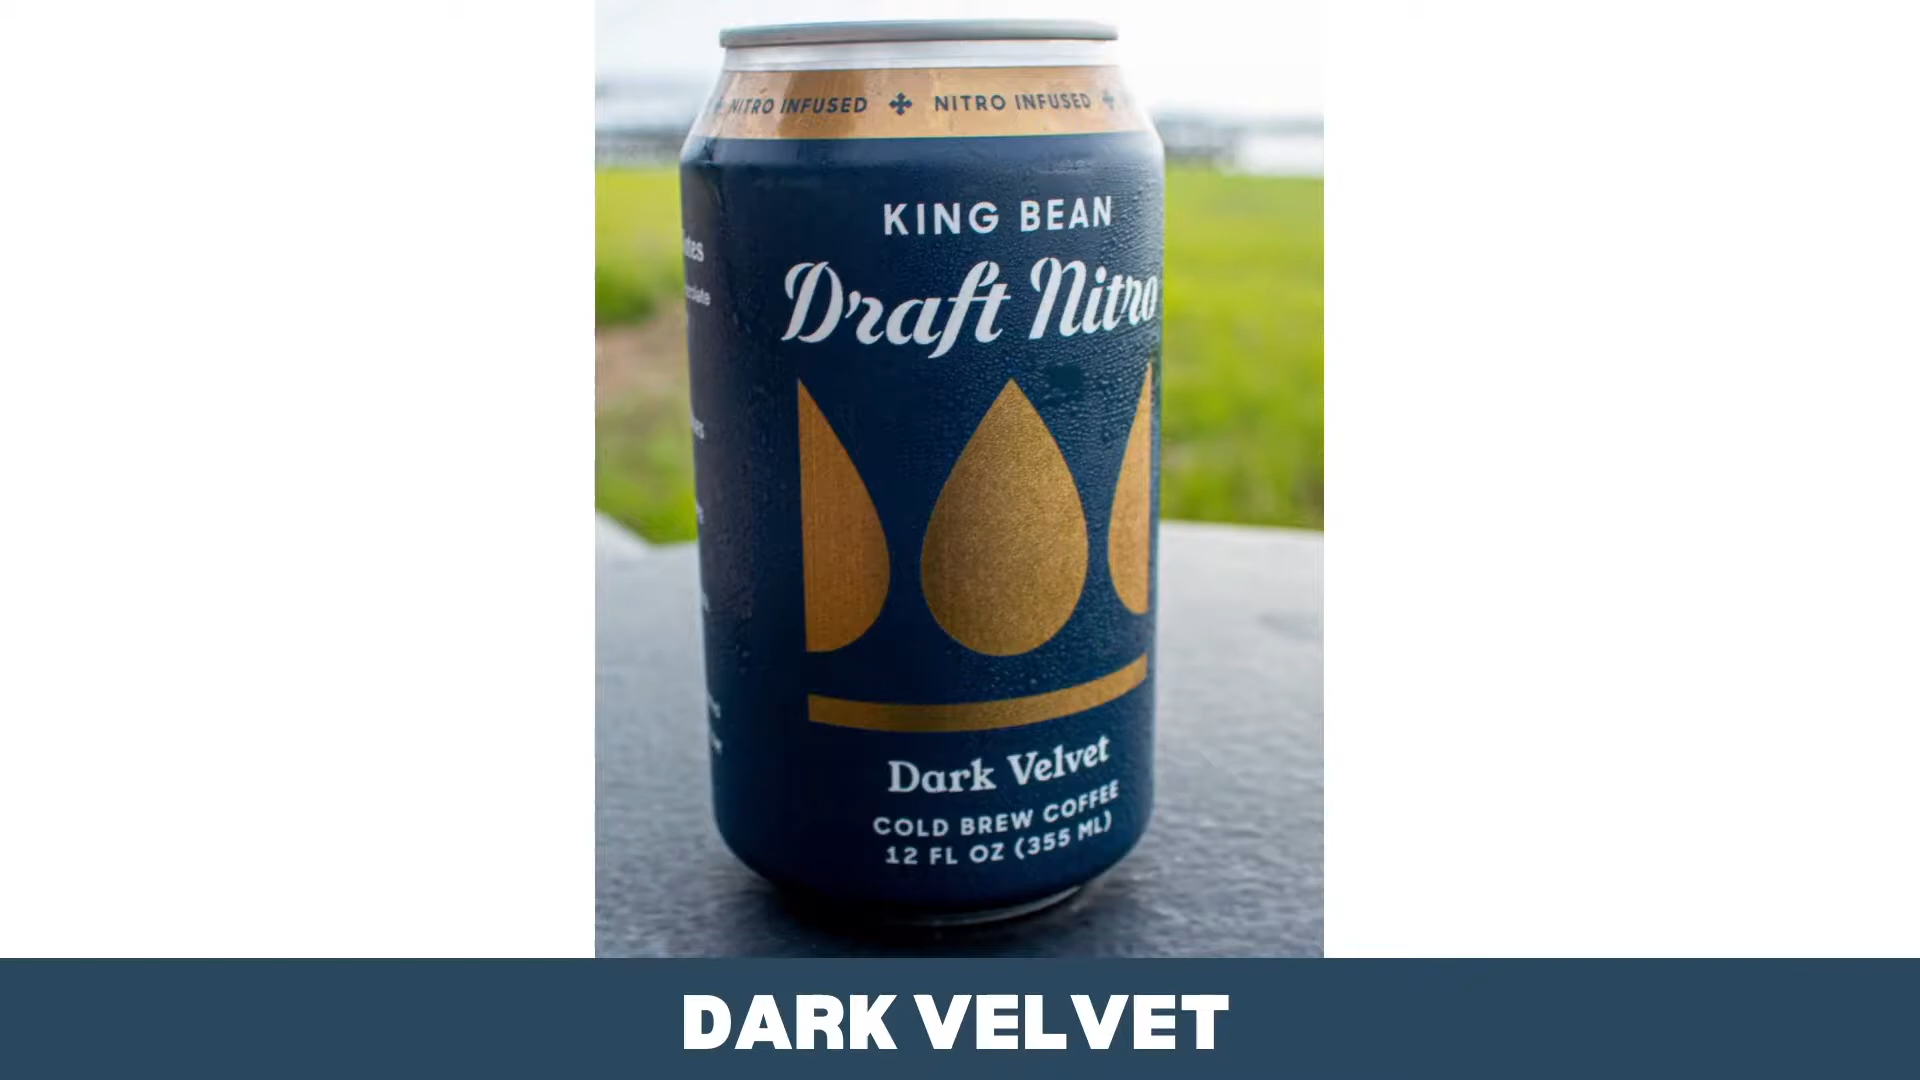 NITRO INFUSED NITRO INFUSED
KING BEAN
Draft Nitro
Dark Velvet
COLD BREW COFFEE
12 FL OZ (355 ML)
DARK VELVET